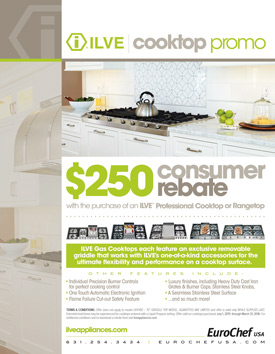 ILVE cooktop promo
$250 consumer
rebate
with the purchase of an ILVE Professional Cooktop or Rangetop
ILVE Gas Cooktops each feature an exclusive removable
griddle that works with ILVE's one-of-a-kind accessories for the
ultimate flexibility and performance on a cooking surface.
OTHER FEATURES INCLUDE:
• Individual Precision Burner Controls
for perfect cooking control
• One Touch Automatic Electronic Ignition
• Flame Failure Cut-out Safety Feature
• Luxury finishes, including Heavy Duty Cast Iron
Grates & Burner Caps, Stainless Steel Knobs,
• A Seamless Stainless Steel Surface
• ...and so much more!
ilveappliances.com
EuroChef USA
631.254.3434
EUROCHEFUSA.COM